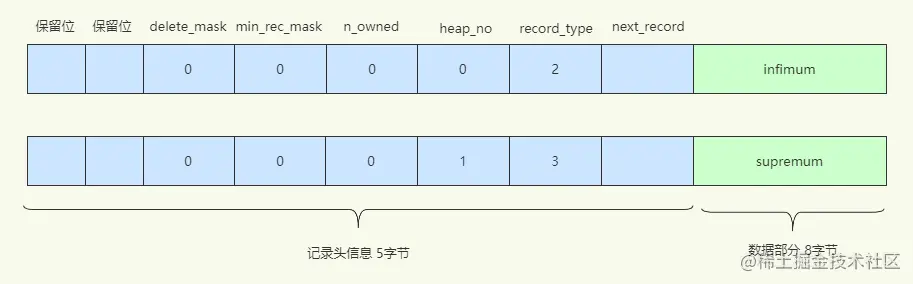 保留位 保留位 delete_mask min_rec_mask n_owned heap_no record_type next_record
0 0 0 0 2 infimum
0 0 0 1 3 supremum
记录头信息 5字节
数据部分 8字节
@稀土掘金技术社区